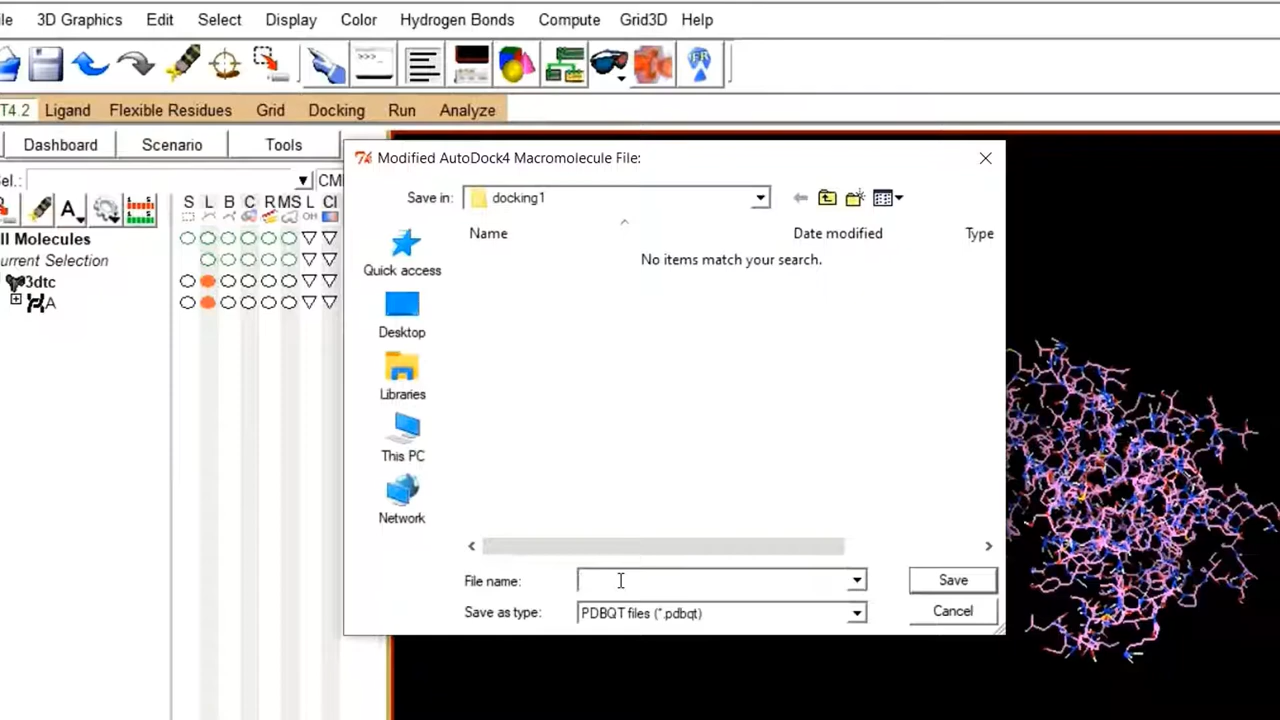 ile 3D Graphics Edit Select Display Color Hydrogen Bonds Compute Grid3D Help
T4 2 Ligand Flexible Residues Grid Docking Run Analyze
Dashboard Scenario Tools
Modified AutoDock4 Macromolecule File:
el.: CM
Save in: docking1
S L B C R MS L Cl
Name Date modified Type
ll Molecules
No items match your search.
urrent Selection
Quick access
3dtc
A
Desktop
Libraries
This PC
Network
File name: Save
Save as type: PDBQT files (*.pdbqt) Cancel